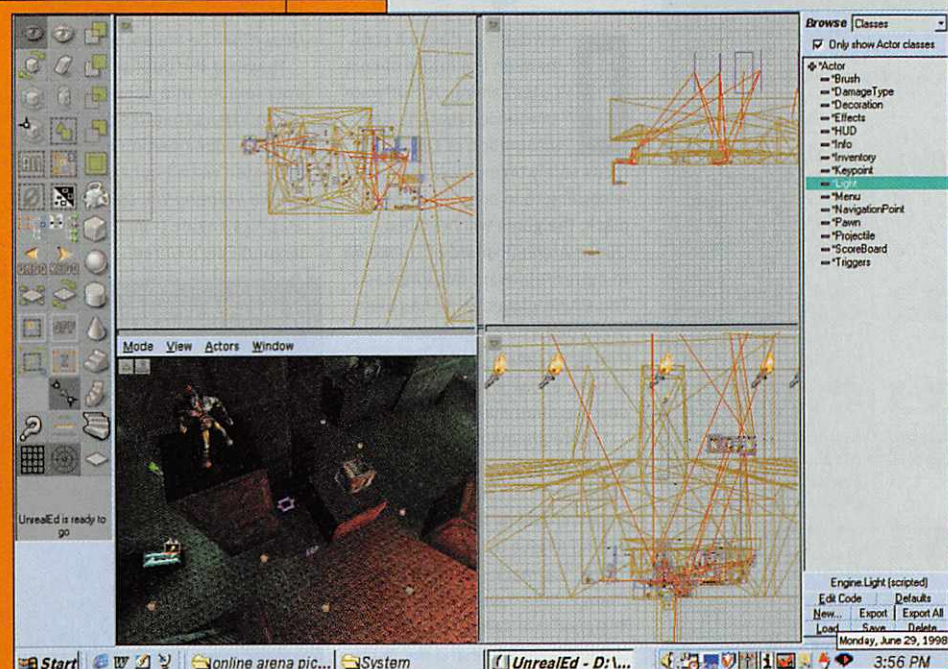 Browse Classes
Only show Actor classes
*Actor
*Brush
*DamageType
*Decoration
*Effects
*HUD
*Info
*Inventory
*Keypoint
*Light
*Menu
*NavigationPoint
*Pawn
*Projectile
*ScoreBoard
*Triggers
Mode View Actors Window
UnrealEd is ready to
go
Engine.Light (scripted)
Edit Code Defaults
New... Export Export All
Load Save Delete
Monday, June 29, 1998
Start online arena pic... System UnrealEd - D:\... 3:56 PM